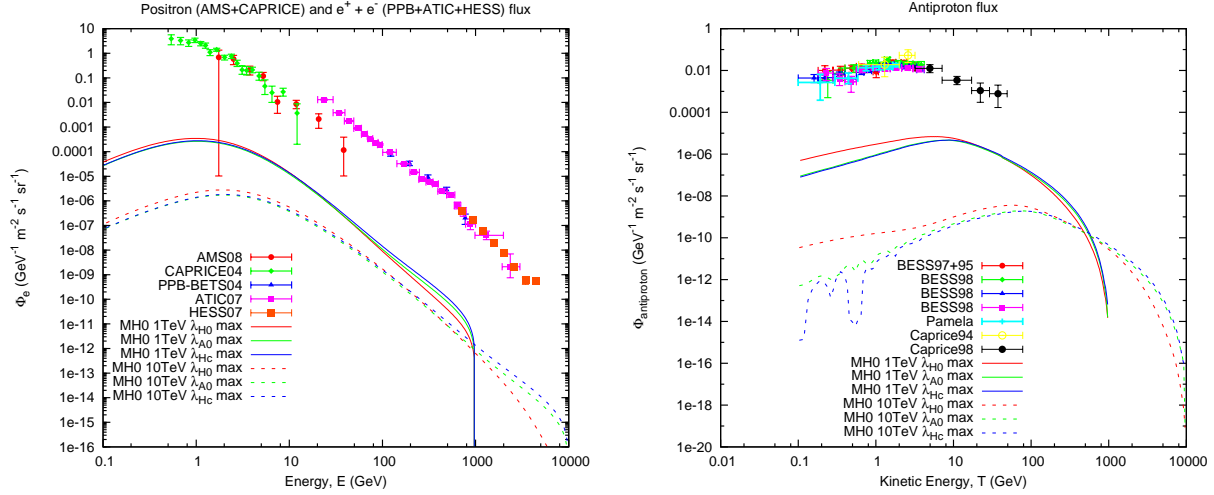 Positron (AMS+CAPRICE) and e⁺ + e⁻ (PPB+ATIC+HESS) flux
Φₑ (GeV⁻¹ m⁻² s⁻¹ sr⁻¹)
10
1
0.1
0.01
0.001
0.0001
1e-05
1e-06
1e-07
1e-08
1e-09
1e-10
1e-11
1e-12
1e-13
1e-14
1e-15
1e-16
AMS08
CAPRICE04
PPB-BETS04
ATIC07
HESS07
MH0 1TeV λH0 max
MH0 1TeV λA0 max
MH0 1TeV λHc max
MH0 10TeV λH0 max
MH0 10TeV λA0 max
MH0 10TeV λHc max
0.1 1 10 100 1000 10000
Energy, E (GeV)
Antiproton flux
Φantiproton (GeV⁻¹ m⁻² s⁻¹ sr⁻¹)
1
0.01
0.0001
1e-06
1e-08
1e-10
1e-12
1e-14
1e-16
1e-18
1e-20
BESS97+95
BESS98
BESS98
BESS98
Pamela
Caprice94
Caprice98
MH0 1TeV λH0 max
MH0 1TeV λA0 max
MH0 1TeV λHc max
MH0 10TeV λH0 max
MH0 10TeV λA0 max
MH0 10TeV λHc max
0.01 0.1 1 10 100 1000 10000
Kinetic Energy, T (GeV)